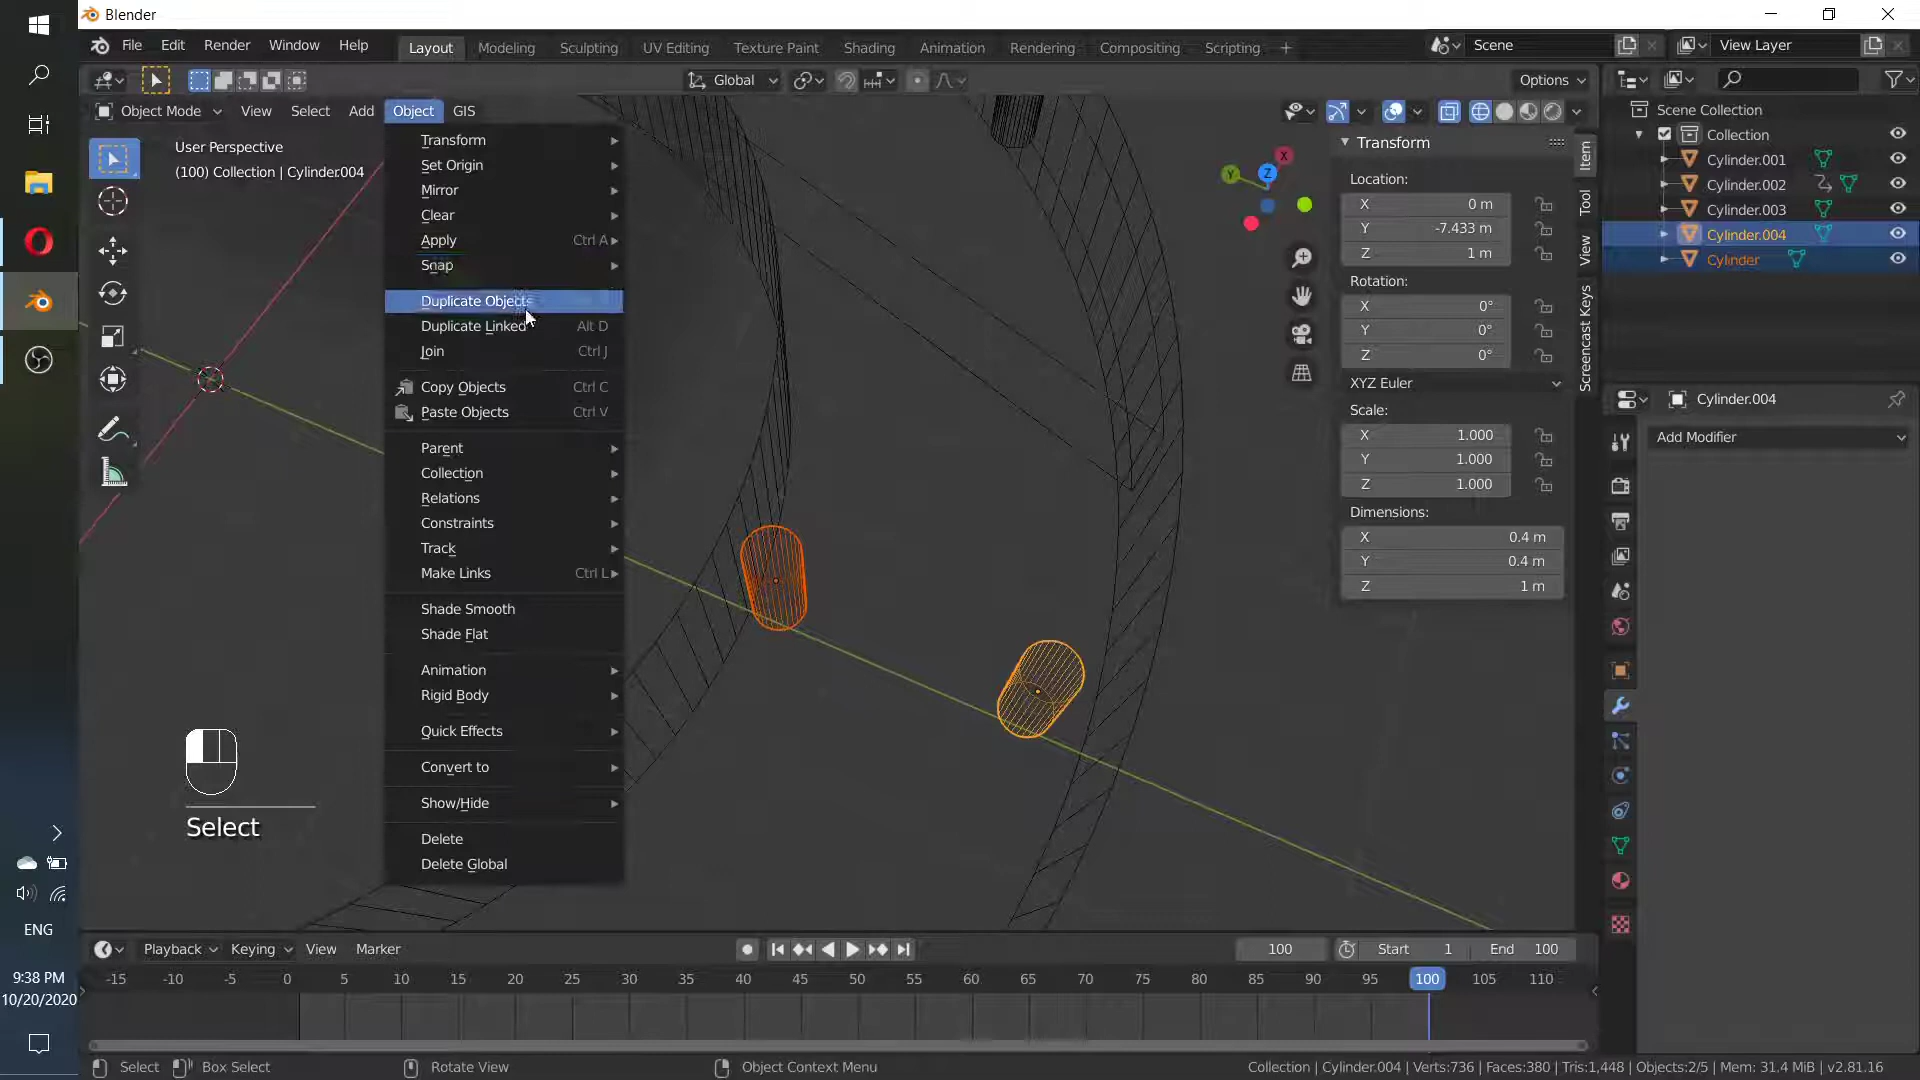 Blender
File Edit Render Window Help Layout Modeling Sculpting UV Editing Texture Paint Shading Animation Rendering Compositing Scripting + Scene View Layer
Global Options
Object Mode View Select Add Object GIS
User Perspective
(100) Collection | Cylinder.004
Transform
Set Origin
Mirror
Clear
Apply Ctrl A
Snap
Duplicate Objects
Duplicate Linked Alt D
Join Ctrl J
Copy Objects Ctrl C
Paste Objects Ctrl V
Parent
Collection
Relations
Constraints
Track
Make Links Ctrl L
Shade Smooth
Shade Flat
Animation
Rigid Body
Quick Effects
Convert to
Show/Hide
Delete
Delete Global
Select
X
Y
Z
Transform
Location:
X 0 m
Y -7.433 m
Z 1 m
Rotation:
X 0°
Y 0°
Z 0°
XYZ Euler
Scale:
X 1.000
Y 1.000
Z 1.000
Dimensions:
X 0.4 m
Y 0.4 m
Z 1 m
Item
Tool
View
Screencast Keys
Scene Collection
Collection
Cylinder.001
Cylinder.002
Cylinder.003
Cylinder.004
Cylinder
Cylinder.004
Add Modifier
Playback Keying View Marker 100 Start 1 End 100
-15 -10 -5 0 5 10 15 20 25 30 35 40 45 50 55 60 65 70 75 80 85 90 95 100 105 110
Select Box Select Rotate View Object Context Menu Collection | Cylinder.004 | Verts:736 | Faces:380 | Tris:1,448 | Objects:2/5 | Mem: 31.4 MiB | v2.81.16
ENG
9:38 PM
10/20/2020